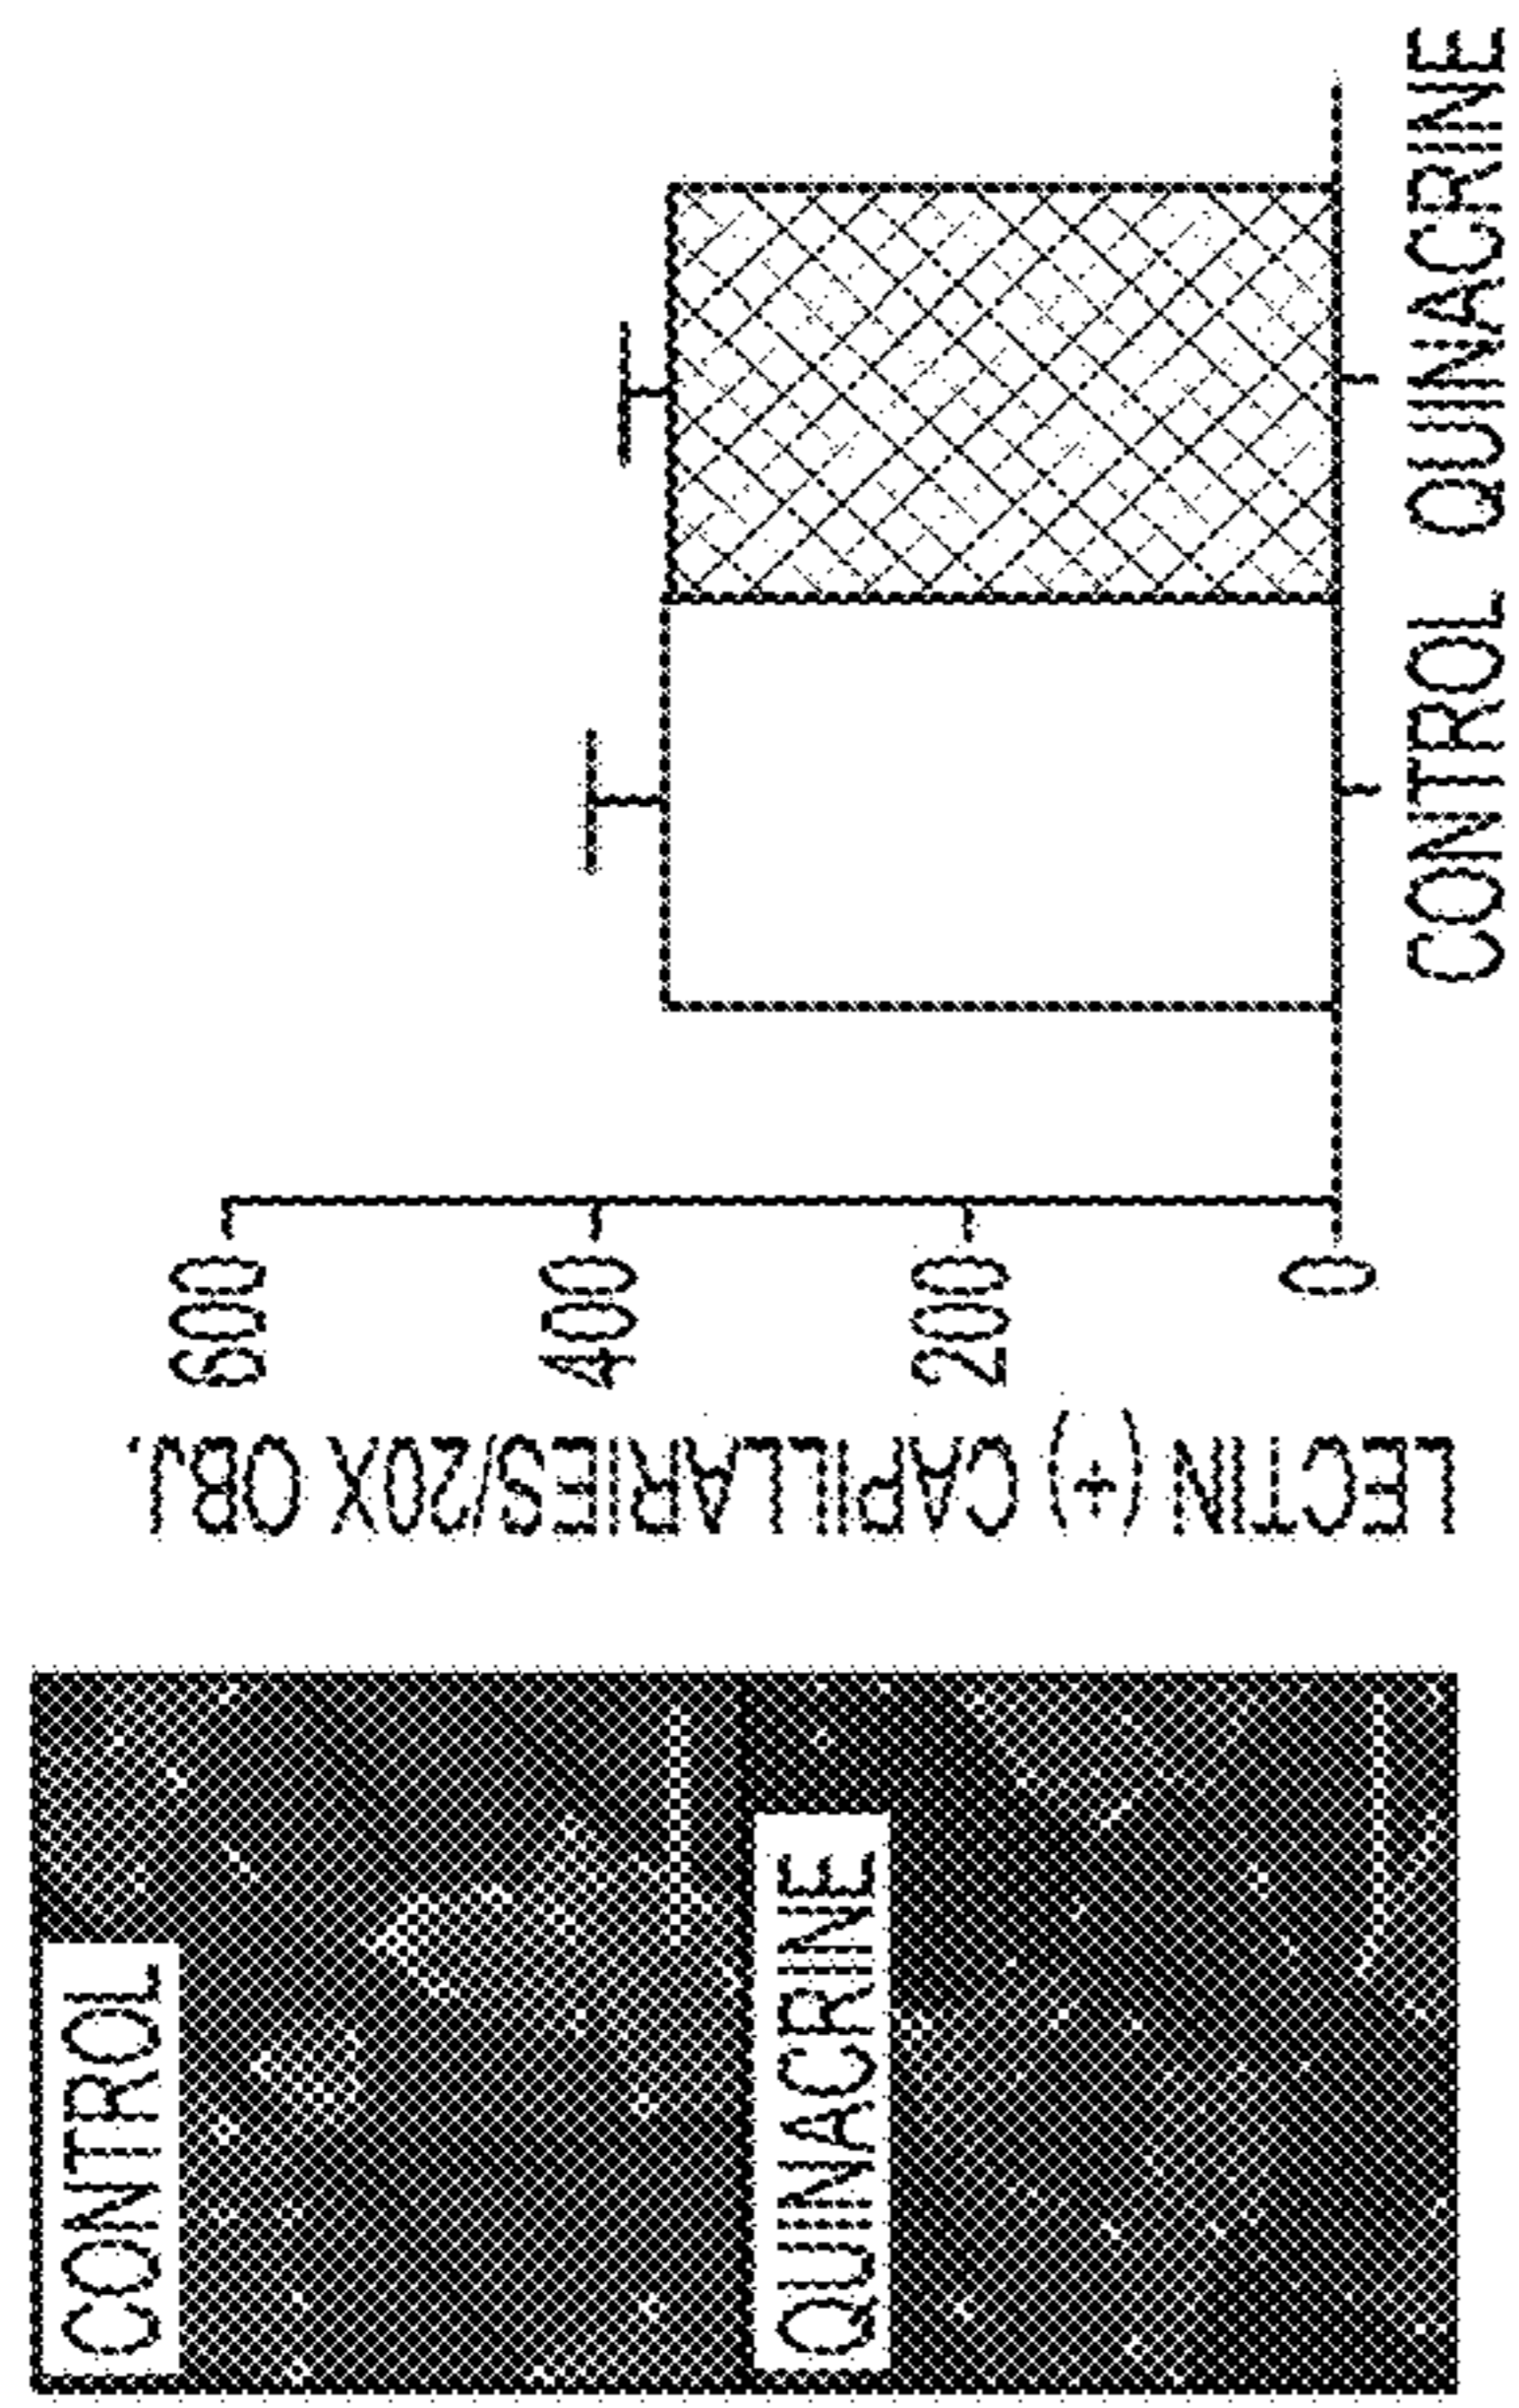 CONTROL
QUINACRINE
LECTIN (+) CAPILLARIES/20X OBJ.
600
400
200
0
CONTROL QUINACRINE